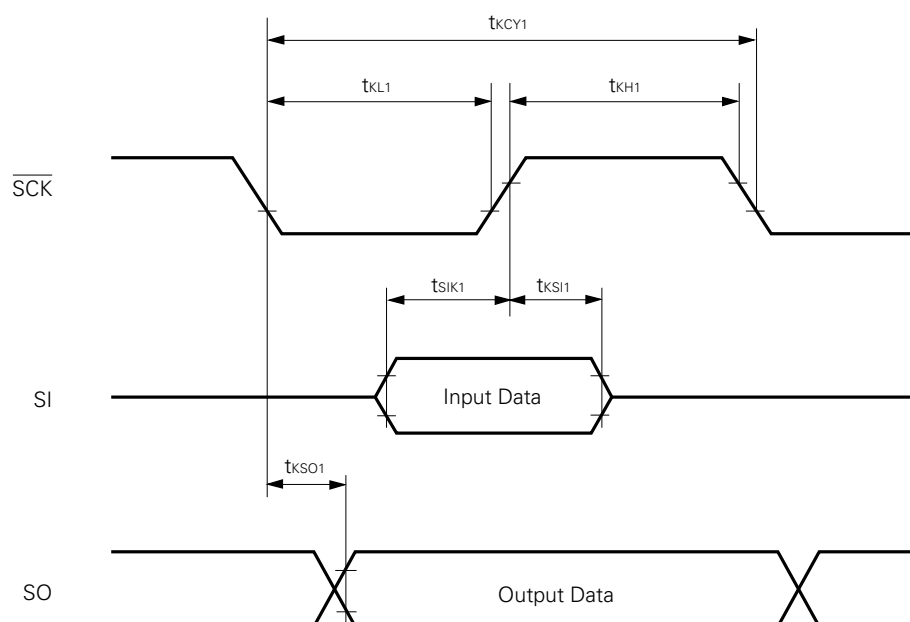 tKCY1
tKL1 tKH1
SCK
tSIK1 tKSI1
SI Input Data
tKSO1
SO Output Data